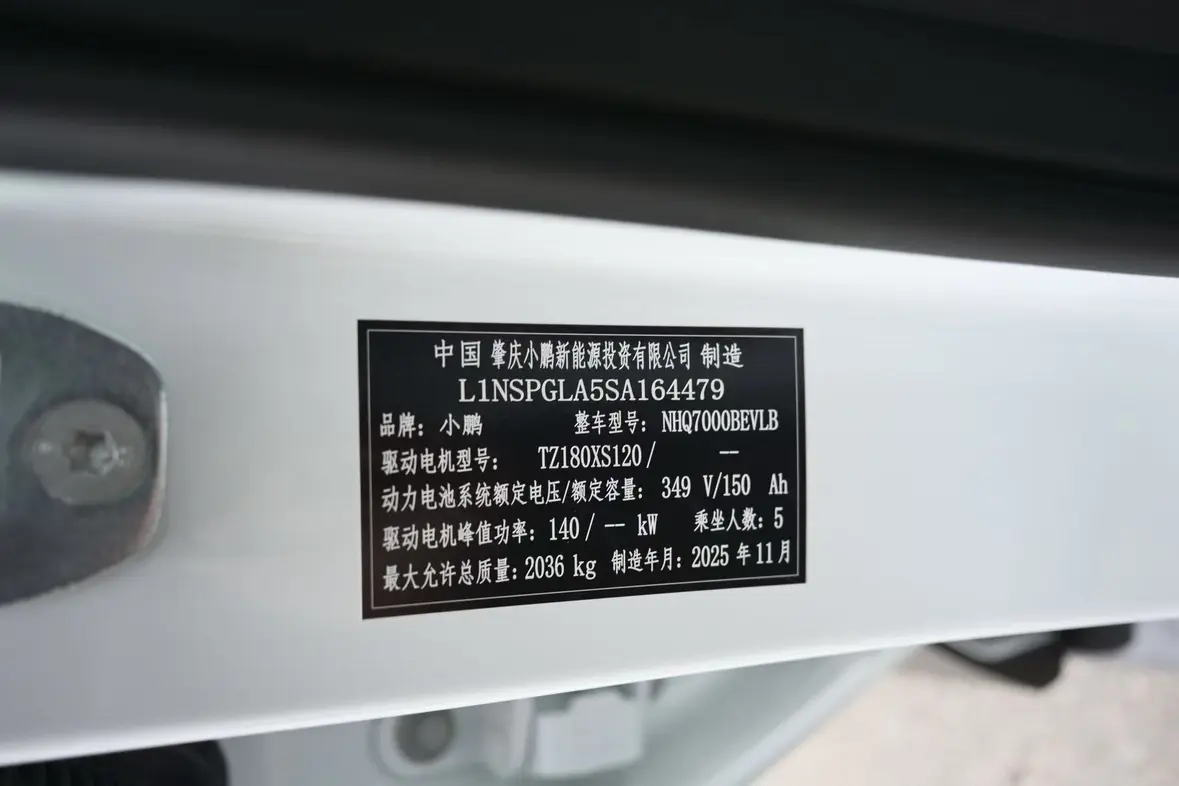 中国 肇庆小鹏新能源投资有限公司 制造
L1NSPGLA5SA164479
品牌：小鹏 整车型号：NHQ7000BEVLB
驱动电机型号： TZ180XS120 / --
动力电池系统额定电压/额定容量： 349 V/150 Ah
驱动电机峰值功率：140 / -- kW 乘坐人数：5
最大允许总质量：2036 kg 制造年月：2025 年 11 月